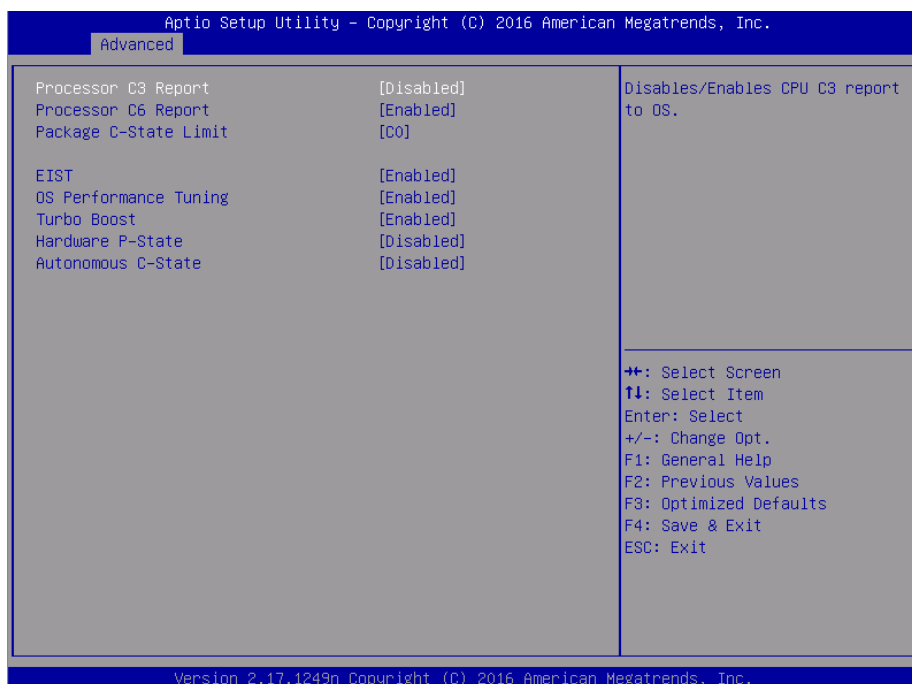 Aptio Setup Utility – Copyright (C) 2016 American Megatrends, Inc.
Advanced
Processor C3 Report [Disabled]
Processor C6 Report [Enabled]
Package C-State Limit [C0]
EIST [Enabled]
OS Performance Tuning [Enabled]
Turbo Boost [Enabled]
Hardware P-State [Disabled]
Autonomous C-State [Disabled]
Disables/Enables CPU C3 report
to OS.
→←: Select Screen
↑↓: Select Item
Enter: Select
+/-: Change Opt.
F1: General Help
F2: Previous Values
F3: Optimized Defaults
F4: Save & Exit
ESC: Exit
Version 2.17.1249n Copyright (C) 2016 American Megatrends, Inc.